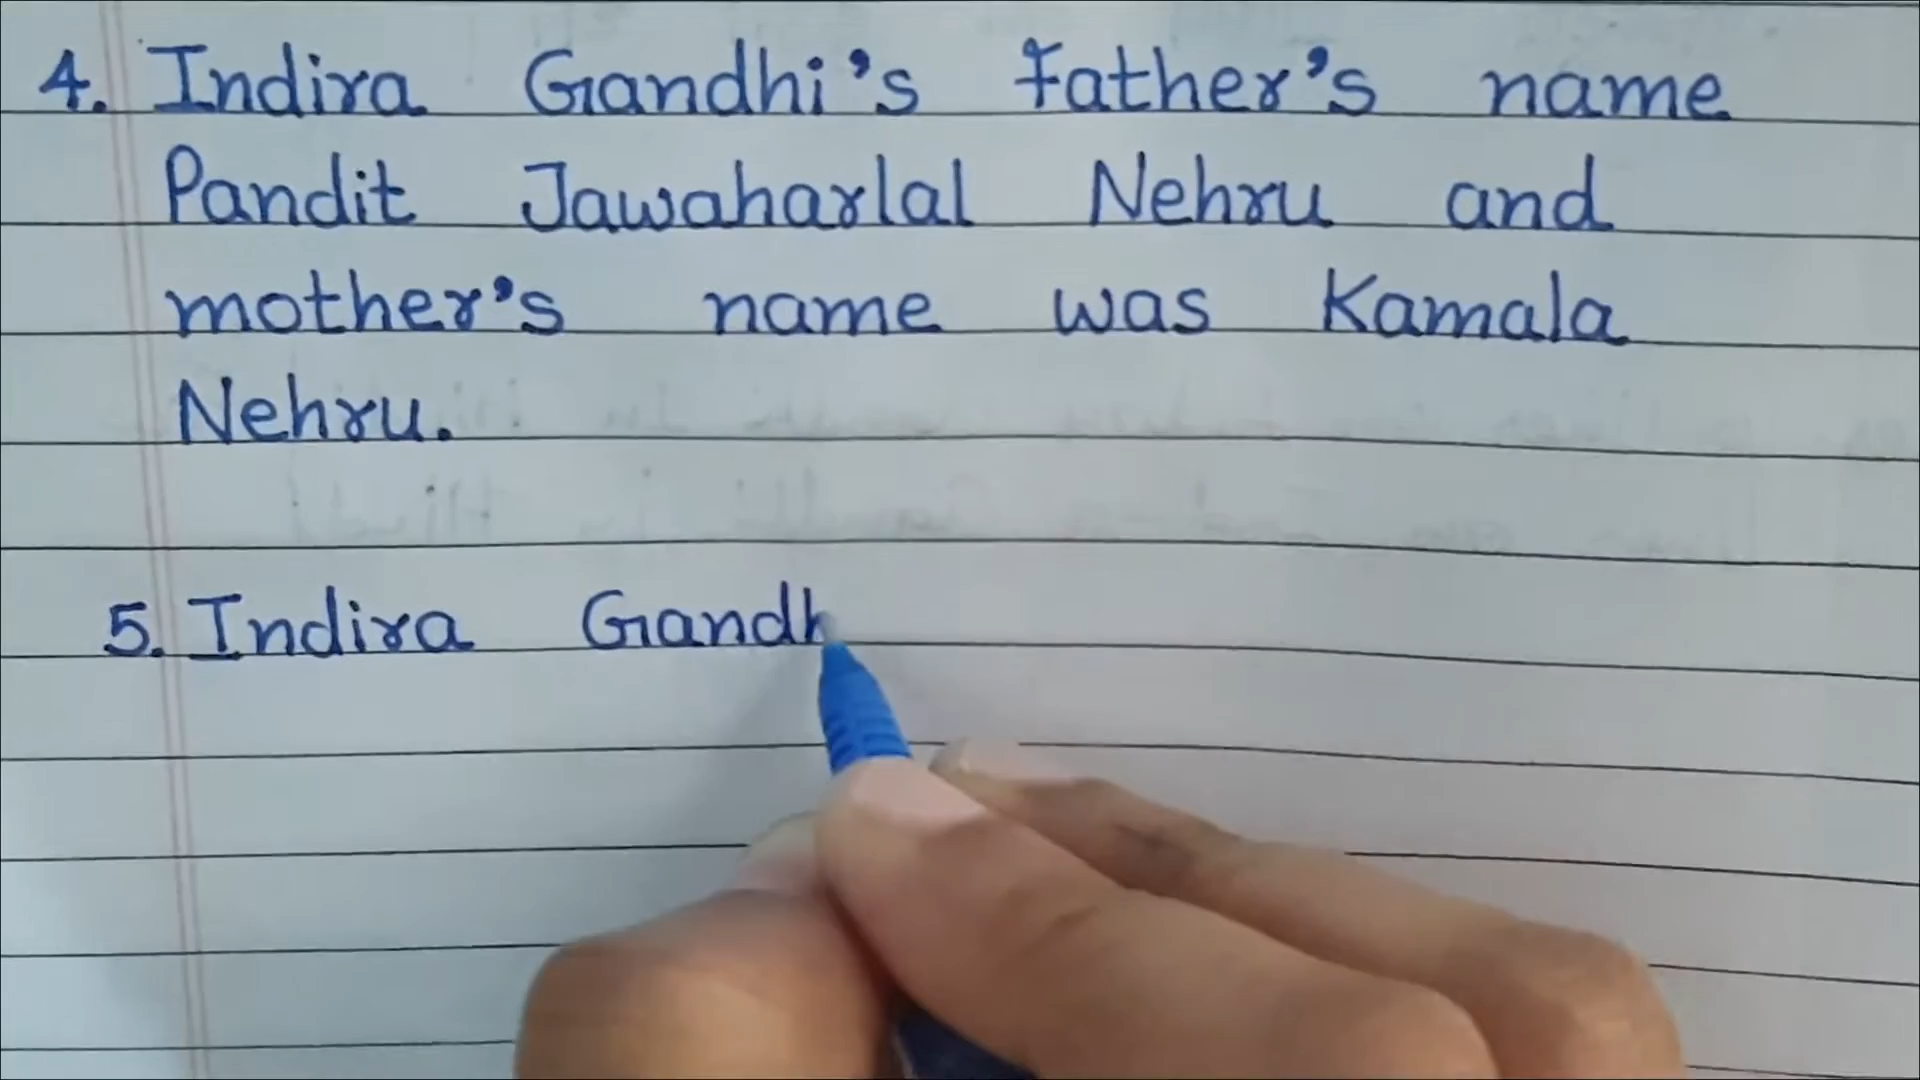 4. Indira Gandhi's father's name
Pandit Jawaharlal Nehru and
mother's name was Kamala
Nehru.
5. Indira Gandh